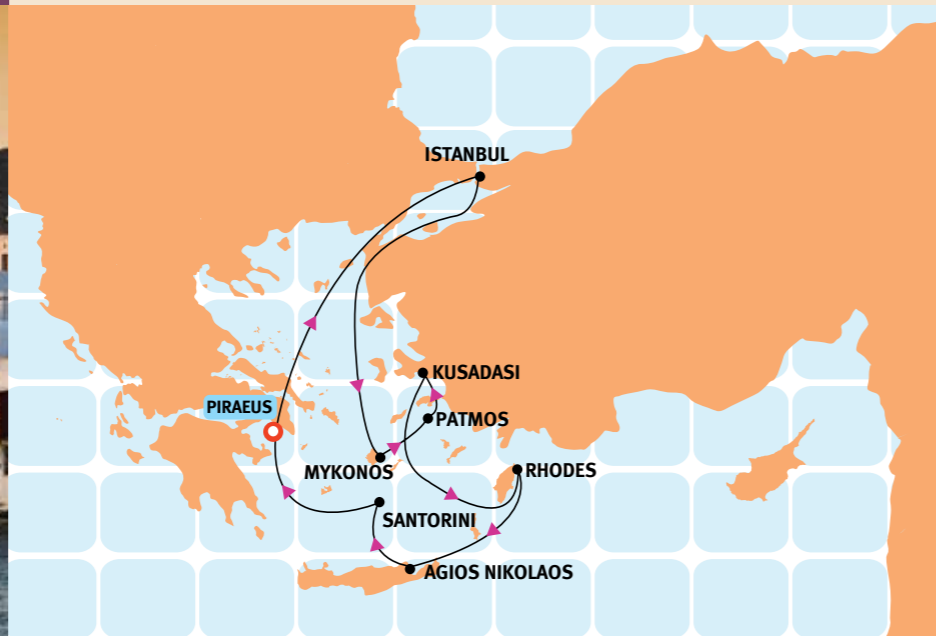 ISTANBUL
KUSADASI
PIRAEUS
PATMOS
MYKONOS
RHODES
SANTORINI
AGIOS NIKOLAOS